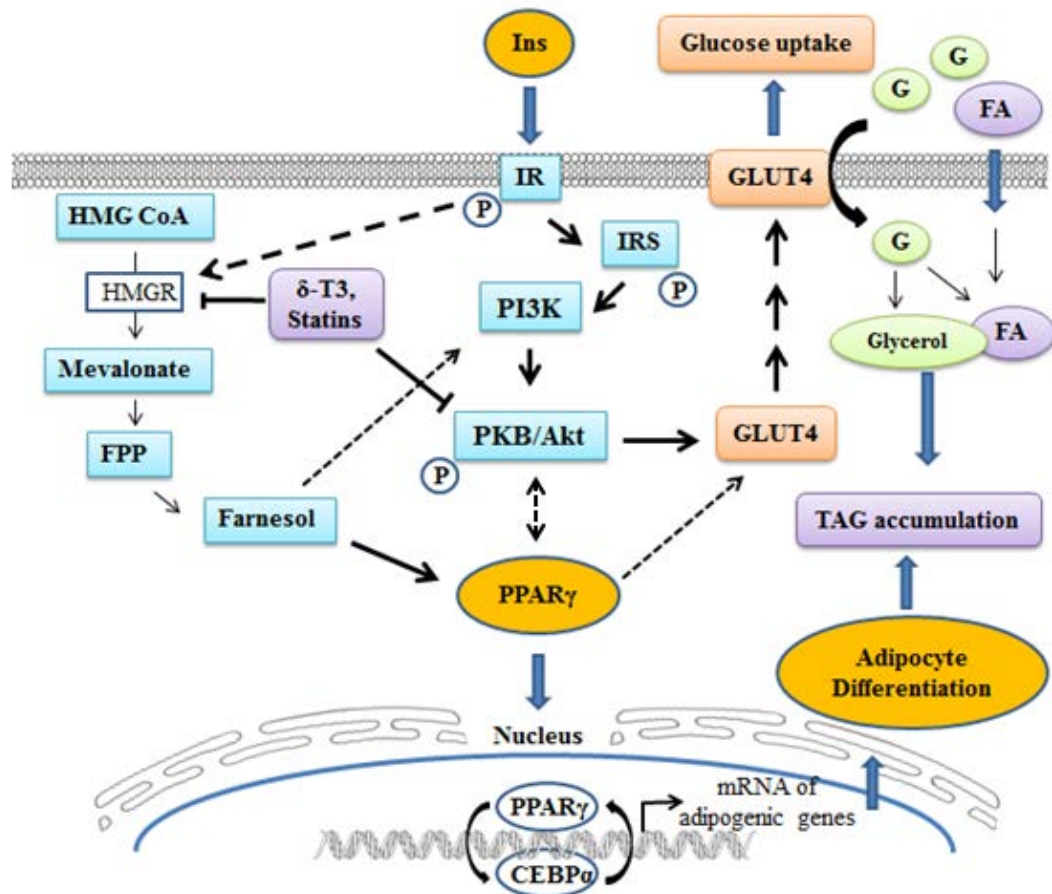 Ins
Glucose uptake
G
G
FA
IR
P
GLUT4
HMG CoA
IRS
P
G
HMGR
δ-T3,
Statins
PI3K
Glycerol
FA
Mevalonate
PKB/Akt
P
GLUT4
FPP
Farnesol
TAG accumulation
PPARγ
Adipocyte
Differentiation
Nucleus
PPARγ
mRNA of
adipogenic genes
CEBPα